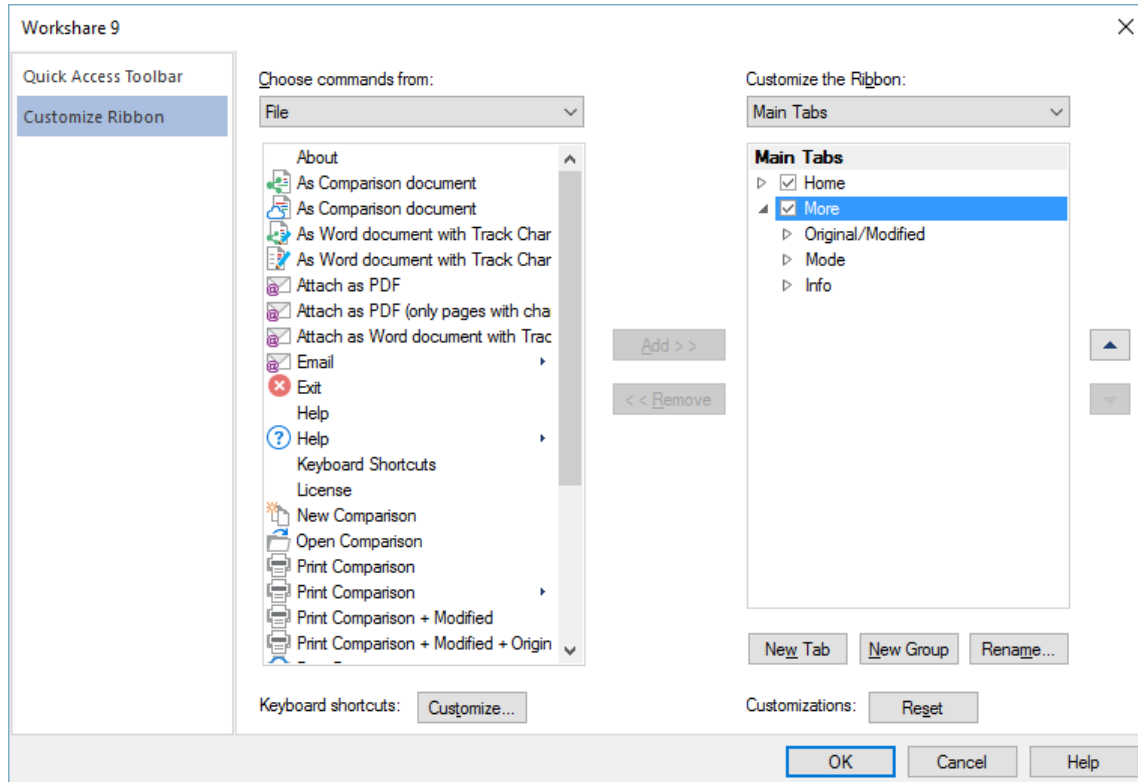 Workshare 9
Quick Access Toolbar
Customize Ribbon
Choose commands from:
File
About
As Comparison document
As Comparison document
As Word document with Track Char
As Word document with Track Char
Attach as PDF
Attach as PDF (only pages with cha
Attach as Word document with Trac
Email
Exit
Help
Help
Keyboard Shortcuts
License
New Comparison
Open Comparison
Print Comparison
Print Comparison
Print Comparison + Modified
Print Comparison + Modified + Origin
Keyboard shortcuts: Customize...
Add >>
<< Remove
Customize the Ribbon:
Main Tabs
Main Tabs
Home
More
Original/Modified
Mode
Info
New Tab New Group Rename...
Customizations: Reset
OK Cancel Help